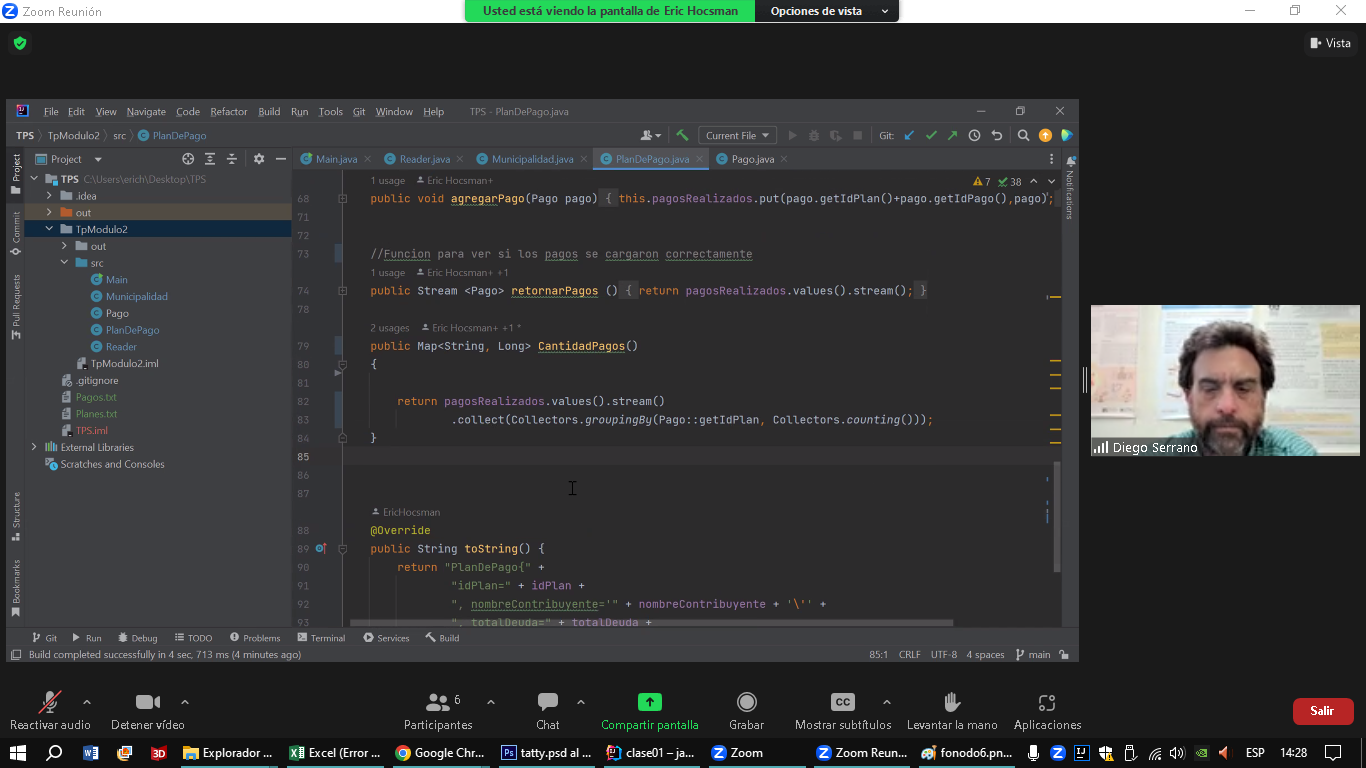 Zoom Reunión
Usted está viendo la pantalla de Eric Hocsman
Opciones de vista
Vista
File Edit View Navigate Code Refactor Build Run Tools Git Window Help TPS - PlanDePago.java
TPS TpModulo2 src PlanDePago
Current File
Git:
Project
Main.java
Reader.java
Municipalidad.java
PlanDePago.java
Pago.java
Project
Commit
Pull Requests
Structure
Bookmarks
Notifications
TPS C:\Users\erich\Desktop\TPS
.idea
out
TpModulo2
out
src
Main
Municipalidad
Pago
PlanDePago
Reader
TpModulo2.iml
.gitignore
Pagos.txt
Planes.txt
TPS.iml
External Libraries
Scratches and Consoles
7 38
1 usage Eric Hocsman+
68 public void agregarPago(Pago pago) { this.pagosRealizados.put(pago.getIdPlan()+pago.getIdPago(),pago);
71
72
73 //Funcion para ver si los pagos se cargaron correctamente
1 usage Eric Hocsman+ +1
74 public Stream <Pago> retornarPagos () { return pagosRealizados.values().stream(); }
78
2 usages Eric Hocsman+ +1 *
79 public Map<String, Long> CantidadPagos()
80 {
81
82 return pagosRealizados.values().stream()
83 .collect(Collectors.groupingBy(Pago::getIdPlan, Collectors.counting()));
84 }
85
86
87
EricHocsman
88 @Override
89 public String toString() {
90 return "PlanDePago{" +
91 "idPlan=" + idPlan +
92 ", nombreContribuyente='" + nombreContribuyente + '\'' +
93 ", totalDeuda=" + totalDeuda +
Git Run Debug TODO Problems Terminal Services Build
Build completed successfully in 4 sec, 713 ms (4 minutes ago)
85:1 CRLF UTF-8 4 spaces main
Diego Serrano
Reactivar audio
Detener vídeo
Participantes
6
Chat
Compartir pantalla
Grabar
CC
Mostrar subtítulos
Levantar la mano
Aplicaciones
Salir
Explorador ...
Excel (Error ...
Google Chr...
tatty.psd al ...
clase01 – ja...
Zoom
Zoom Reun...
fonodo6.pn...
ESP
14:28